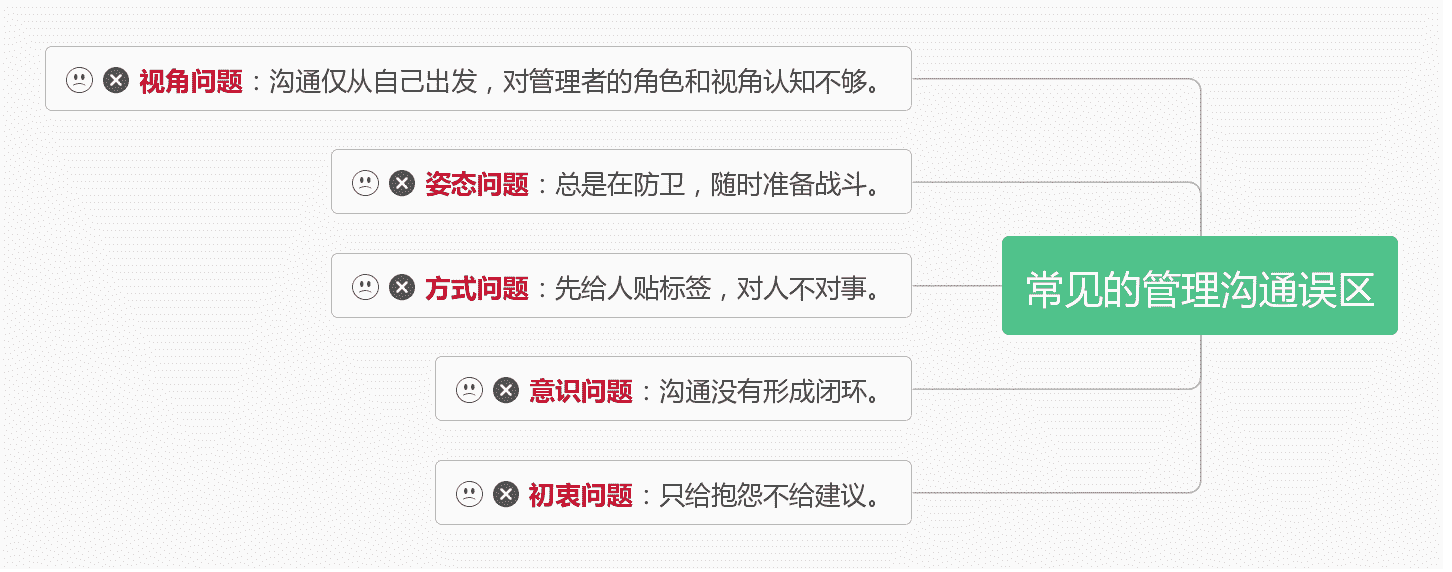 视角问题：沟通仅从自己出发，对管理者的角色和视角认知不够。
姿态问题：总是在防卫，随时准备战斗。
方式问题：先给人贴标签，对人不对事。
常见的管理沟通误区
意识问题：沟通没有形成闭环。
初衷问题：只给抱怨不给建议。